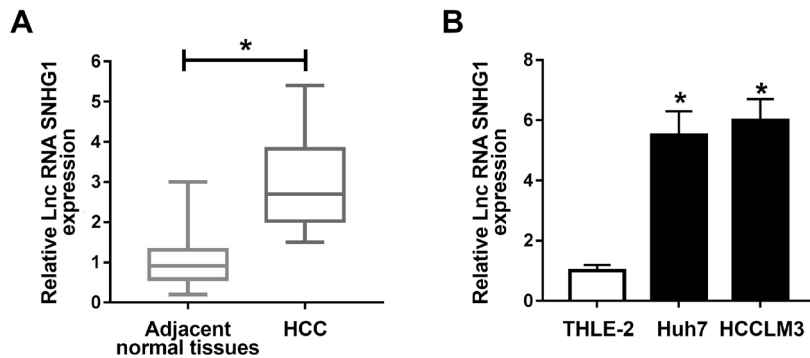 A
Relative Lnc RNA SNHG1
expression
6
5
4
3
2
1
0
*
Adjacent
normal tissues
HCC
B
Relative Lnc RNA SNHG1
expression
8
6
4
2
0
*
*
THLE-2
Huh7
HCCLM3